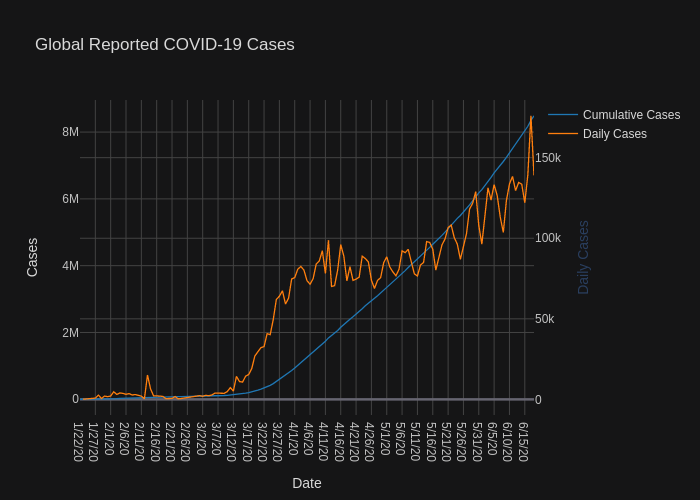 Global Reported COVID-19 Cases
Cumulative Cases
Daily Cases
8M
6M
4M
2M
0
Cases
150k
100k
50k
0
Daily Cases
1/22/20
1/27/20
2/1/20
2/6/20
2/11/20
2/16/20
2/21/20
2/26/20
3/2/20
3/7/20
3/12/20
3/17/20
3/22/20
3/27/20
4/1/20
4/6/20
4/11/20
4/16/20
4/21/20
4/26/20
5/1/20
5/6/20
5/11/20
5/16/20
5/21/20
5/26/20
5/31/20
6/5/20
6/10/20
6/15/20
Date